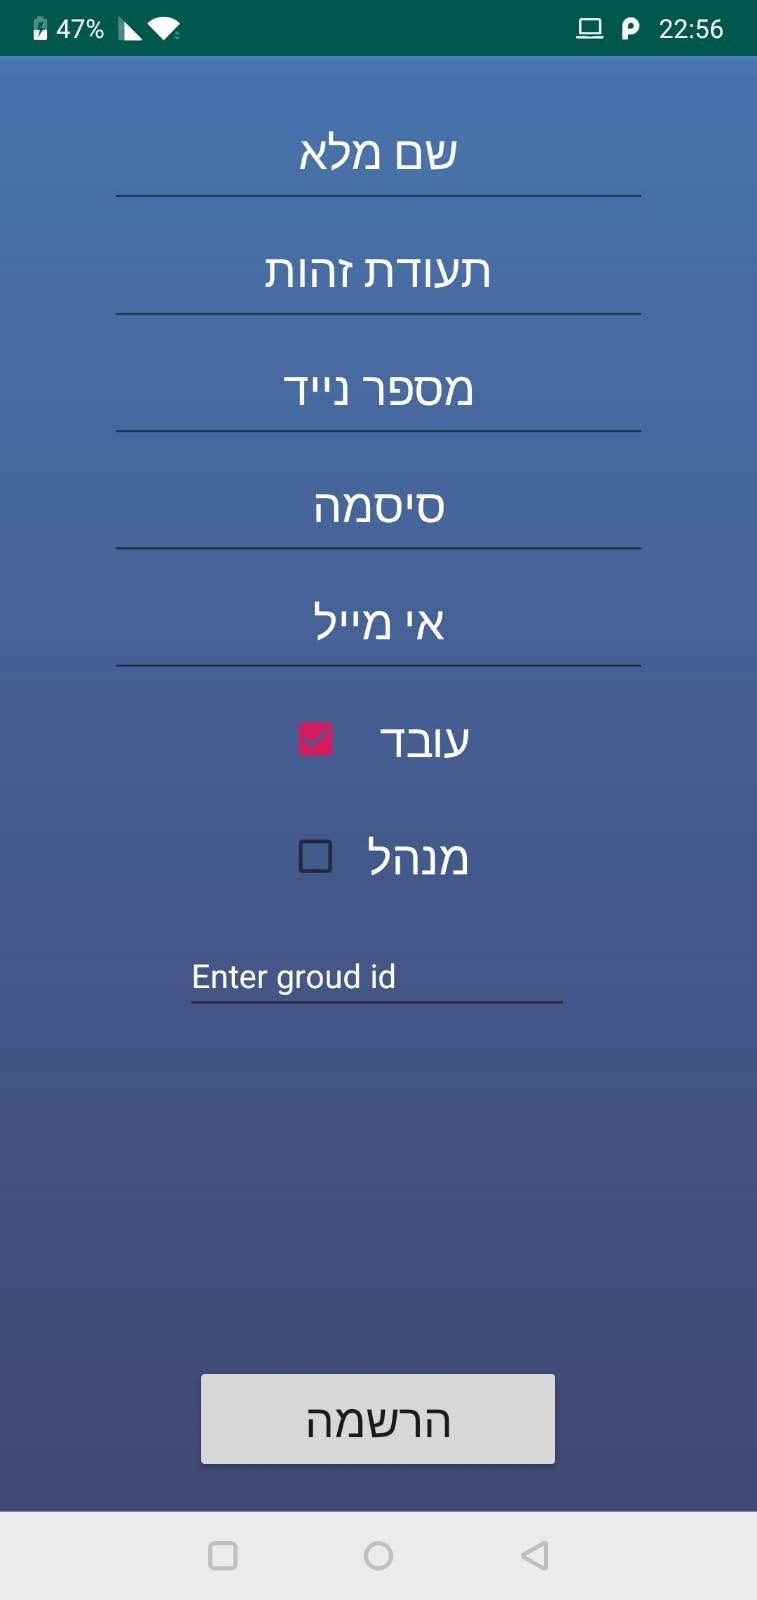 47% 22:56
שם מלא
תעודת זהות
מספר נייד
סיסמה
אי מייל
עובד
מנהל
Enter groud id
הרשמה